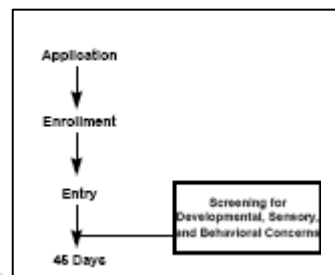 Application
Enrollment
Entry
Screening for
Developmental, Sensory,
and Behavioral Concerns
45 Days